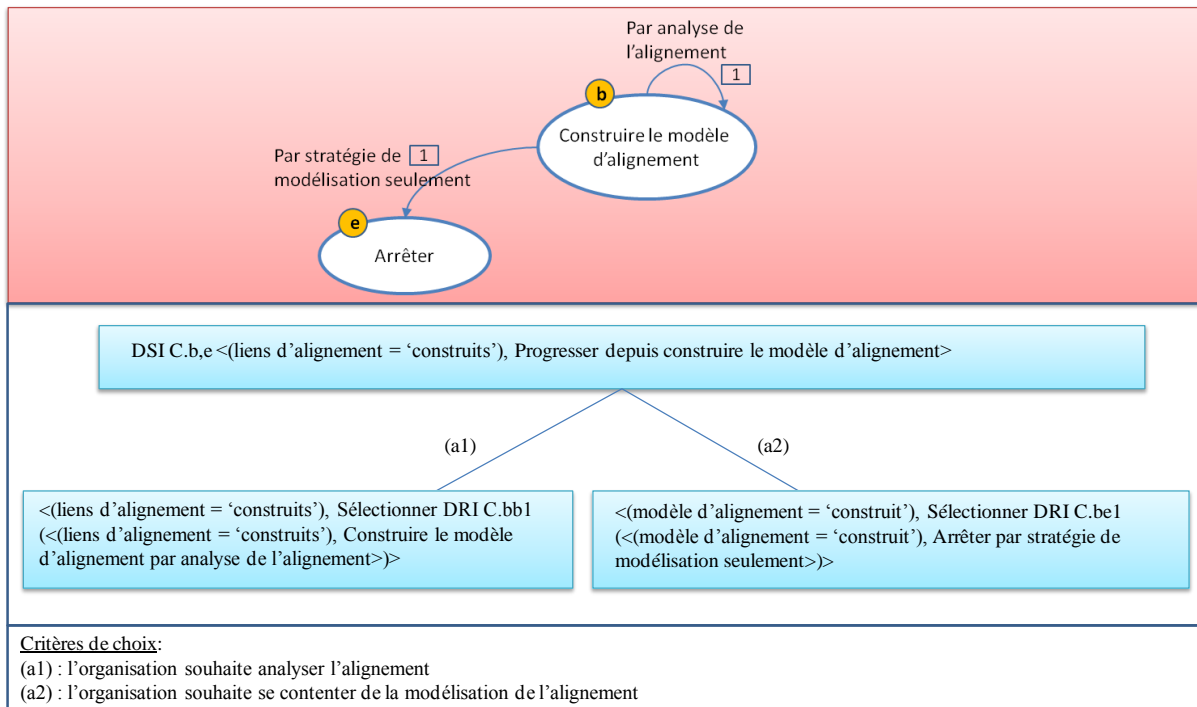 Par analyse de
l'alignement
1
b
Construire le modèle
d'alignement
Par stratégie de 1
modélisation seulement
e
Arrêter
DSI C.b,e <(liens d'alignement = ‘construits’), Progresser depuis construire le modèle d'alignement>
(a1)
(a2)
<(liens d'alignement = ‘construits’), Sélectionner DRI C.bb1
(<(liens d'alignement = ‘construits’), Construire le modèle
d'alignement par analyse de l'alignement>)>
<(modèle d'alignement = ‘construit’), Sélectionner DRI C.be1
(<(modèle d'alignement = ‘construit’), Arrêter par stratégie de
modélisation seulement>)>
Critères de choix:
(a1) : l'organisation souhaite analyser l'alignement
(a2) : l'organisation souhaite se contenter de la modélisation de l'alignement